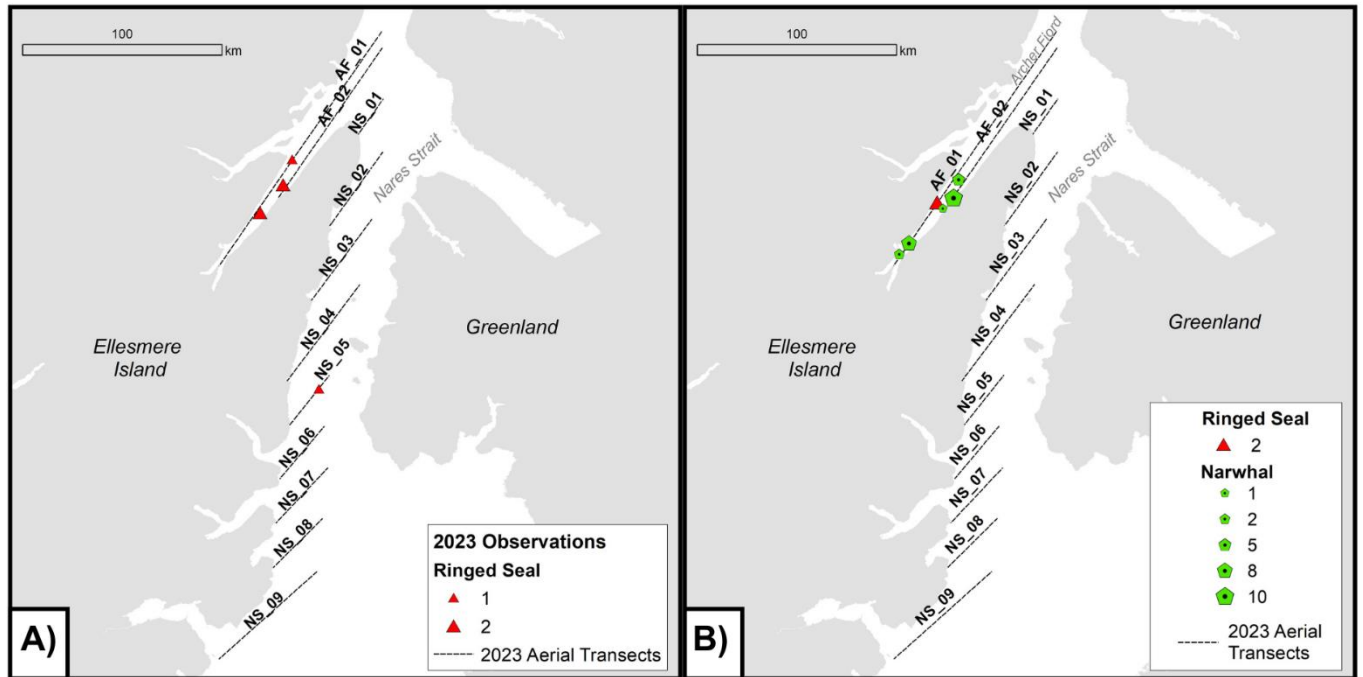 100
km
AF_01
AF_02
NS_01
NS_02
Nares Strait
NS_03
NS_04
NS_05
Ellesmere
Island
Greenland
NS_06
NS_07
NS_08
NS_09
2023 Observations
Ringed Seal
1
2
2023 Aerial Transects
A)
100
km
Archer Fiord
AF_02
NS_01
AF_01
NS_02
Nares Strait
NS_03
NS_04
NS_05
Ellesmere
Island
Greenland
NS_06
NS_07
NS_08
NS_09
Ringed Seal
2
Narwhal
1
2
5
8
10
2023 Aerial
Transects
B)